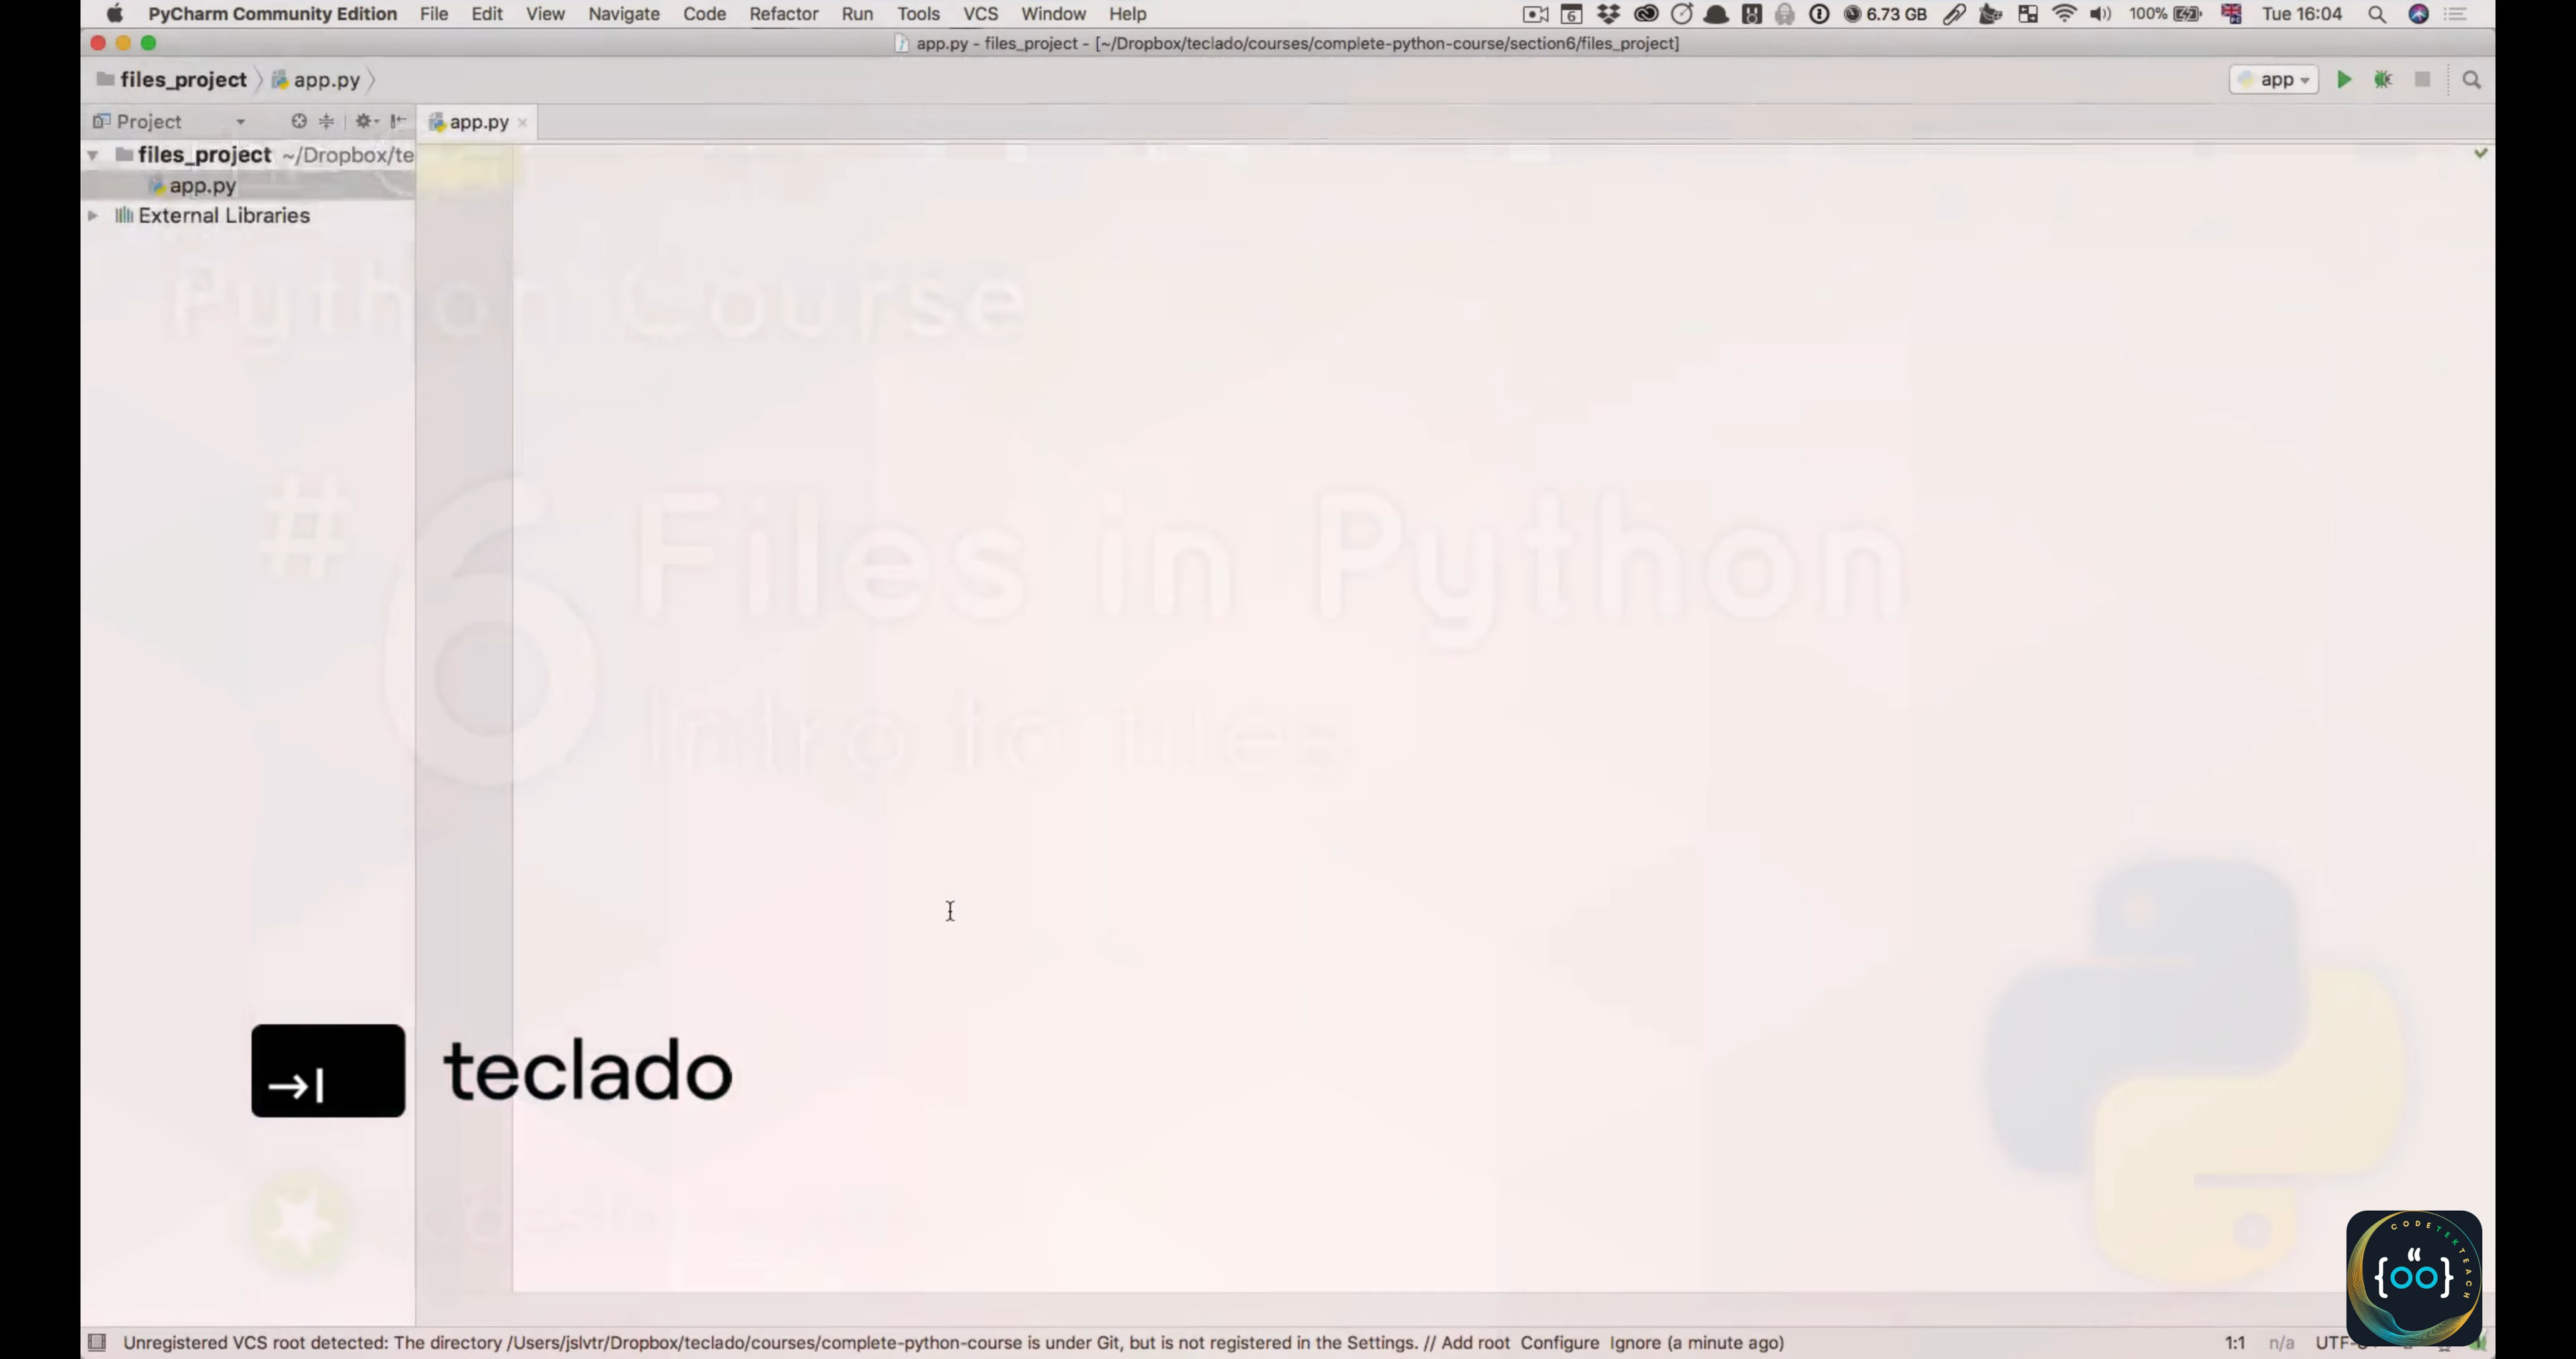 PyCharm Community Edition File Edit View Navigate Code Refactor Run Tools VCS Window Help 6 6.73 GB 100% Tue 16:04
app.py - files_project - [~/Dropbox/teclado/courses/complete-python-course/section6/files_project]
files_project app.py app
Project app.py
files_project ~/Dropbox/te
app.py
External Libraries
Python Course
# 6 Files in Python
Intro to files
teclado
CODETEKTEACH
Unregistered VCS root detected: The directory /Users/jslvtr/Dropbox/teclado/courses/complete-python-course is under Git, but is not registered in the Settings. // Add root Configure Ignore (a minute ago) 1:1 n/a